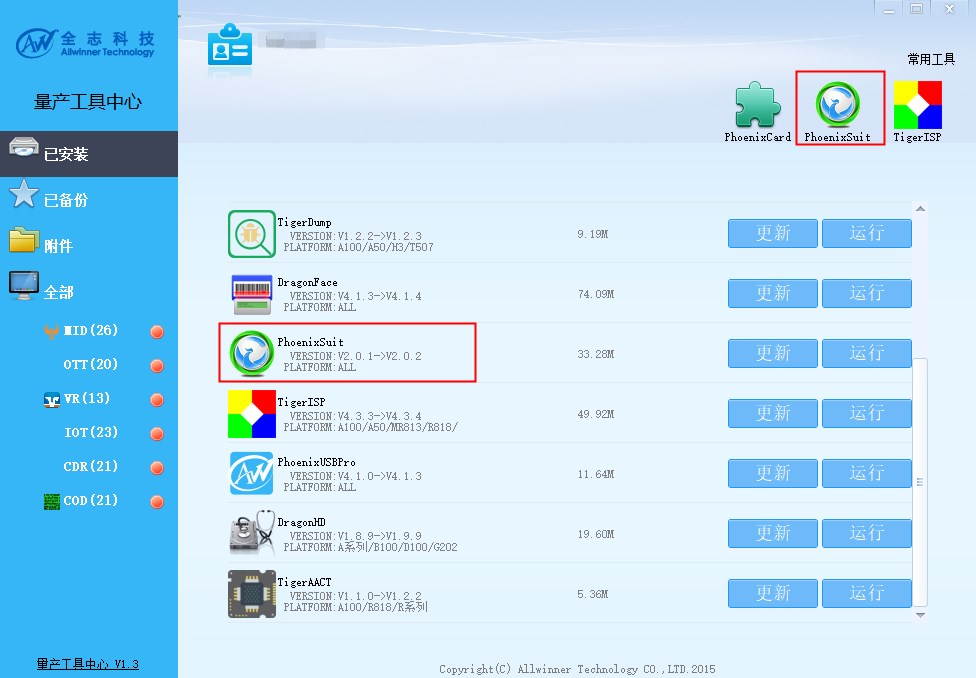 全志科技
Allwinner Technology
量产工具中心
已安装
已备份
附件
全部
MID(26)
OTT(20)
VR(13)
IOT(23)
CDR(21)
COD(21)
量产工具中心 V1.3
常用工具
PhoenixCard
PhoenixSuit
TigerISP
TigerDump
VERSION:V1.2.2->V1.2.3
PLATFORM:A100/A50/H3/T507
9.19M
更新
运行
DragonFace
VERSION:V4.1.3->V4.1.4
PLATFORM:ALL
74.09M
更新
运行
PhoenixSuit
VERSION:V2.0.1->V2.0.2
PLATFORM:ALL
33.28M
更新
运行
TigerISP
VERSION:V4.3.3->V4.3.4
PLATFORM:A100/A50/MR813/R818/
49.92M
更新
运行
PhoenixUSBPro
VERSION:V4.1.0->V4.1.3
PLATFORM:ALL
11.64M
更新
运行
DragonHD
VERSION:V1.8.9->V1.9.9
PLATFORM:A系列/B100/D100/G202
19.60M
更新
运行
TigerAACT
VERSION:V1.1.0->V1.2.2
PLATFORM:A100/R818/R系列
5.36M
更新
运行
Copyright(C) Allwinner Technology CO.,LTD.2015